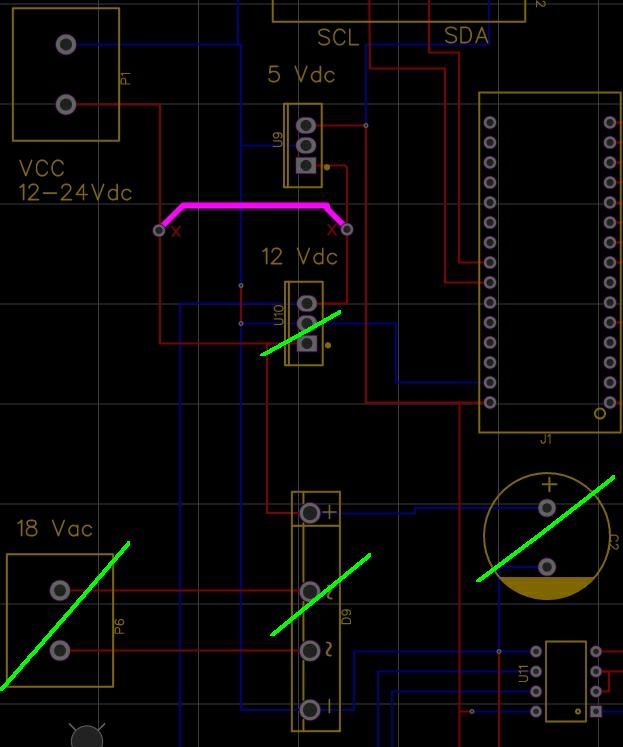 2
SCL
SDA
5 Vdc
P1
U9
VCC
12-24Vdc
x
x
12 Vdc
U10
J1
+
18 Vac
+
C2
~
D9
P6
~
U11
-